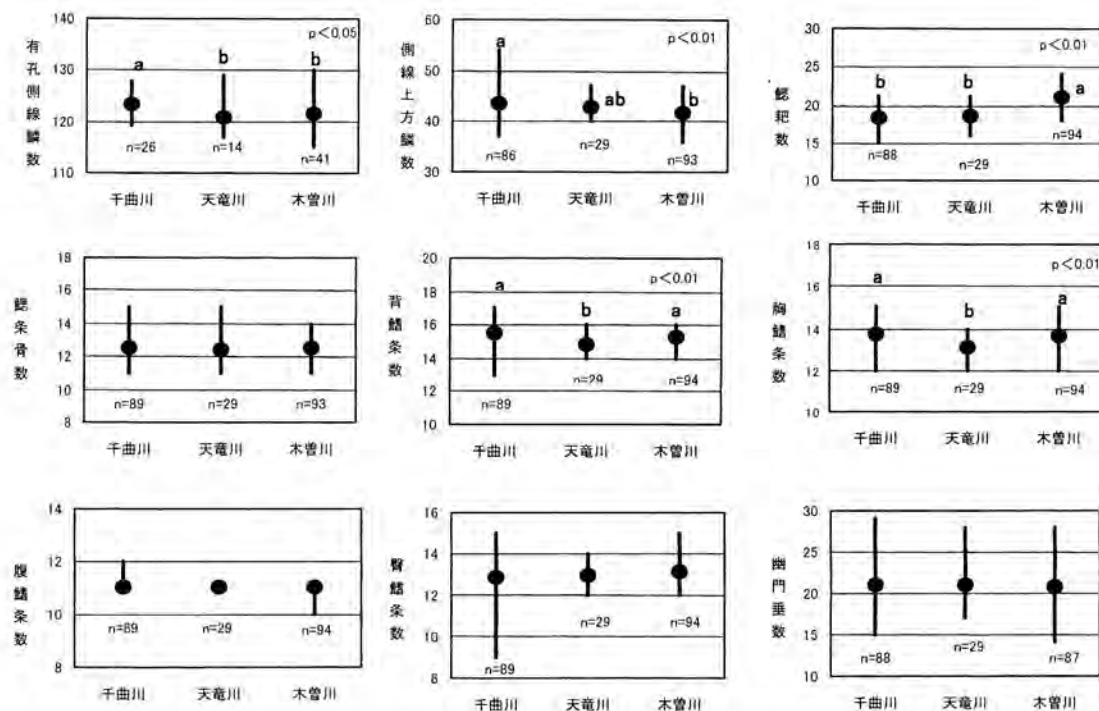 有孔側線鱗数
140
130
120
110
p<0.05
a
b
b
n=26
n=14
n=41
千曲川
天竜川
木曽川
側線上方鱗数
60
50
40
30
p<0.01
a
ab
b
n=86
n=29
n=93
千曲川
天竜川
木曽川
鰓耙数
30
25
20
15
10
p<0.01
b
b
a
n=88
n=29
n=94
千曲川
天竜川
木曽川
鰓条骨数
18
16
14
12
10
8
n=89
n=29
n=93
千曲川
天竜川
木曽川
背鰭条数
20
18
16
14
12
10
p<0.01
a
b
a
n=89
n=29
n=94
千曲川
天竜川
木曽川
胸鰭条数
18
16
14
12
10
p<0.01
a
b
a
n=89
n=29
n=94
千曲川
天竜川
木曽川
腹鰭条数
14
12
10
8
n=89
n=29
n=94
千曲川
天竜川
木曽川
臀鰭条数
16
14
12
10
8
n=89
n=29
n=94
千曲川
天竜川
木曽川
幽門垂数
30
25
20
15
10
n=88
n=29
n=87
千曲川
天竜川
木曽川